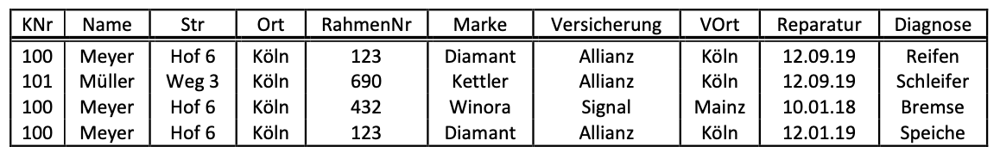 KNr Name Str Ort RahmenNr Marke Versicherung VOrt Reparatur Diagnose
100 Meyer Hof 6 Köln 123 Diamant Allianz Köln 12.09.19 Reifen
101 Müller Weg 3 Köln 690 Kettler Allianz Köln 12.09.19 Schleifer
100 Meyer Hof 6 Köln 432 Winora Signal Mainz 10.01.18 Bremse
100 Meyer Hof 6 Köln 123 Diamant Allianz Köln 12.01.19 Speiche